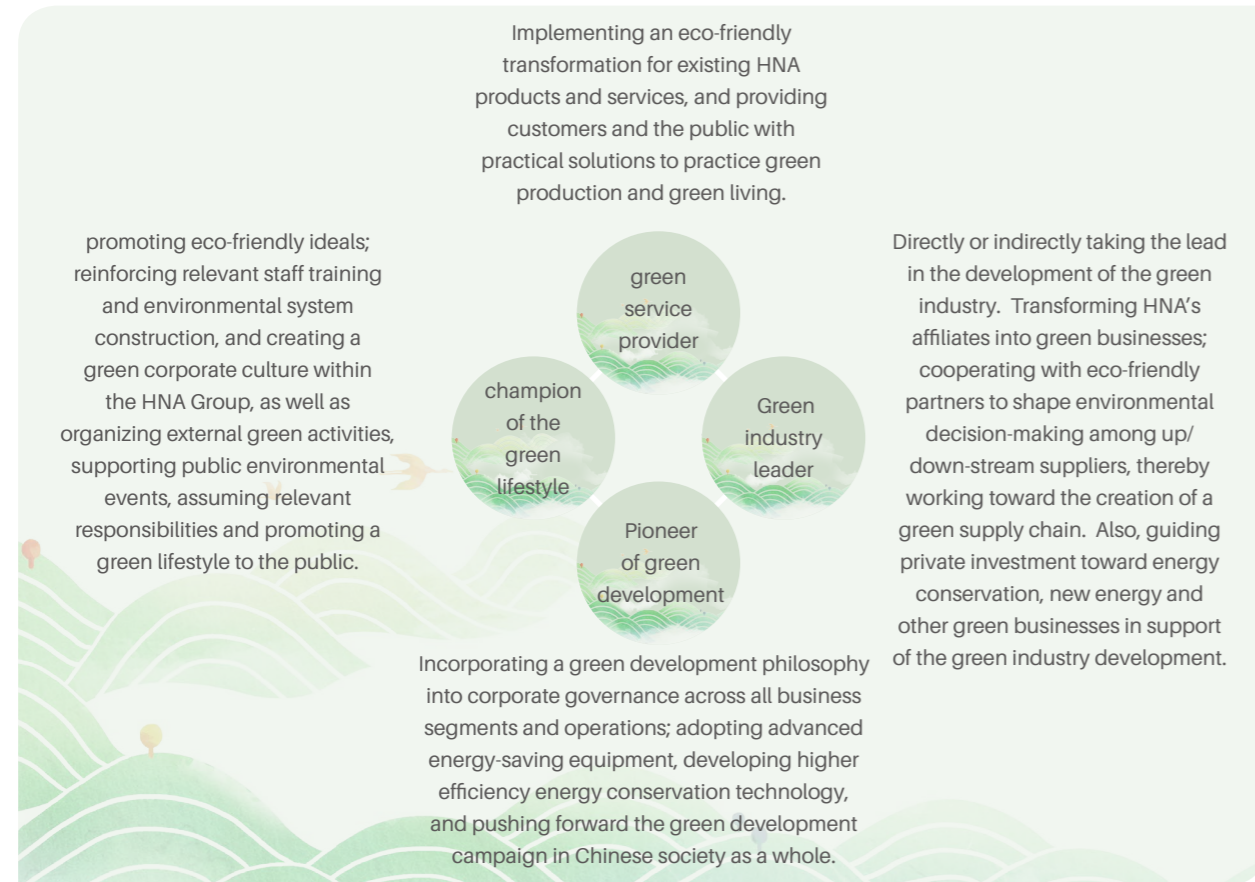 Implementing an eco-friendly
transformation for existing HNA
products and services, and providing
customers and the public with
practical solutions to practice green
production and green living.
promoting eco-friendly ideals;
reinforcing relevant staff training
and environmental system
construction, and creating a
green corporate culture within
the HNA Group, as well as
organizing external green activities,
supporting public environmental
events, assuming relevant
responsibilities and promoting a
green lifestyle to the public.
green
service
provider
champion
of the
green
lifestyle
Green
industry
leader
Pioneer
of green
development
Directly or indirectly taking the lead
in the development of the green
industry.  Transforming HNA’s
affiliates into green businesses;
cooperating with eco-friendly
partners to shape environmental
decision-making among up/
down-stream suppliers, thereby
working toward the creation of a
green supply chain.  Also, guiding
private investment toward energy
conservation, new energy and
other green businesses in support
of the green industry development.
Incorporating a green development philosophy
into corporate governance across all business
segments and operations; adopting advanced
energy-saving equipment, developing higher
efficiency energy conservation technology,
and pushing forward the green development
campaign in Chinese society as a whole.